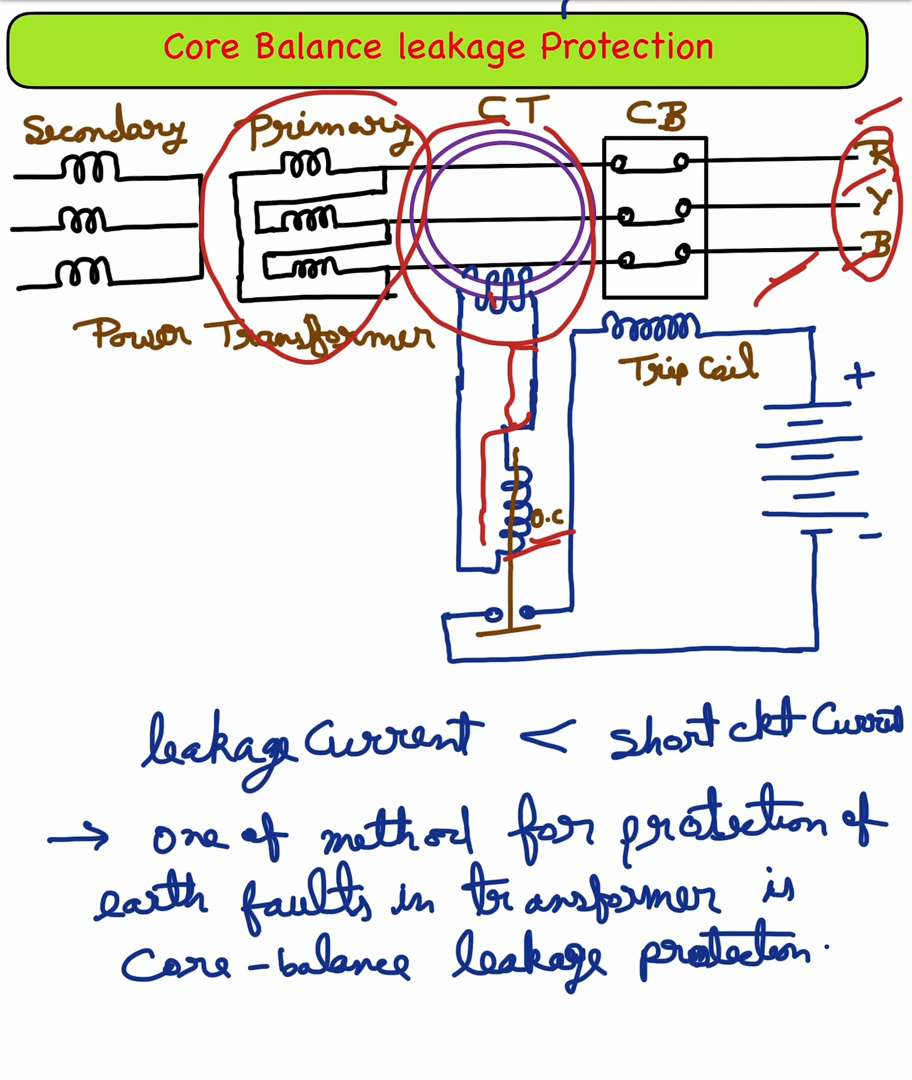 Core Balance leakage Protection
Secondary Primary CT CB
R
Y
B
Power Transformer
Trip Coil
+
O.C
-
leakage Current < short ckt Current
→ one of method for protection of
earth faults in transformer is
Core-balance leakage protection.